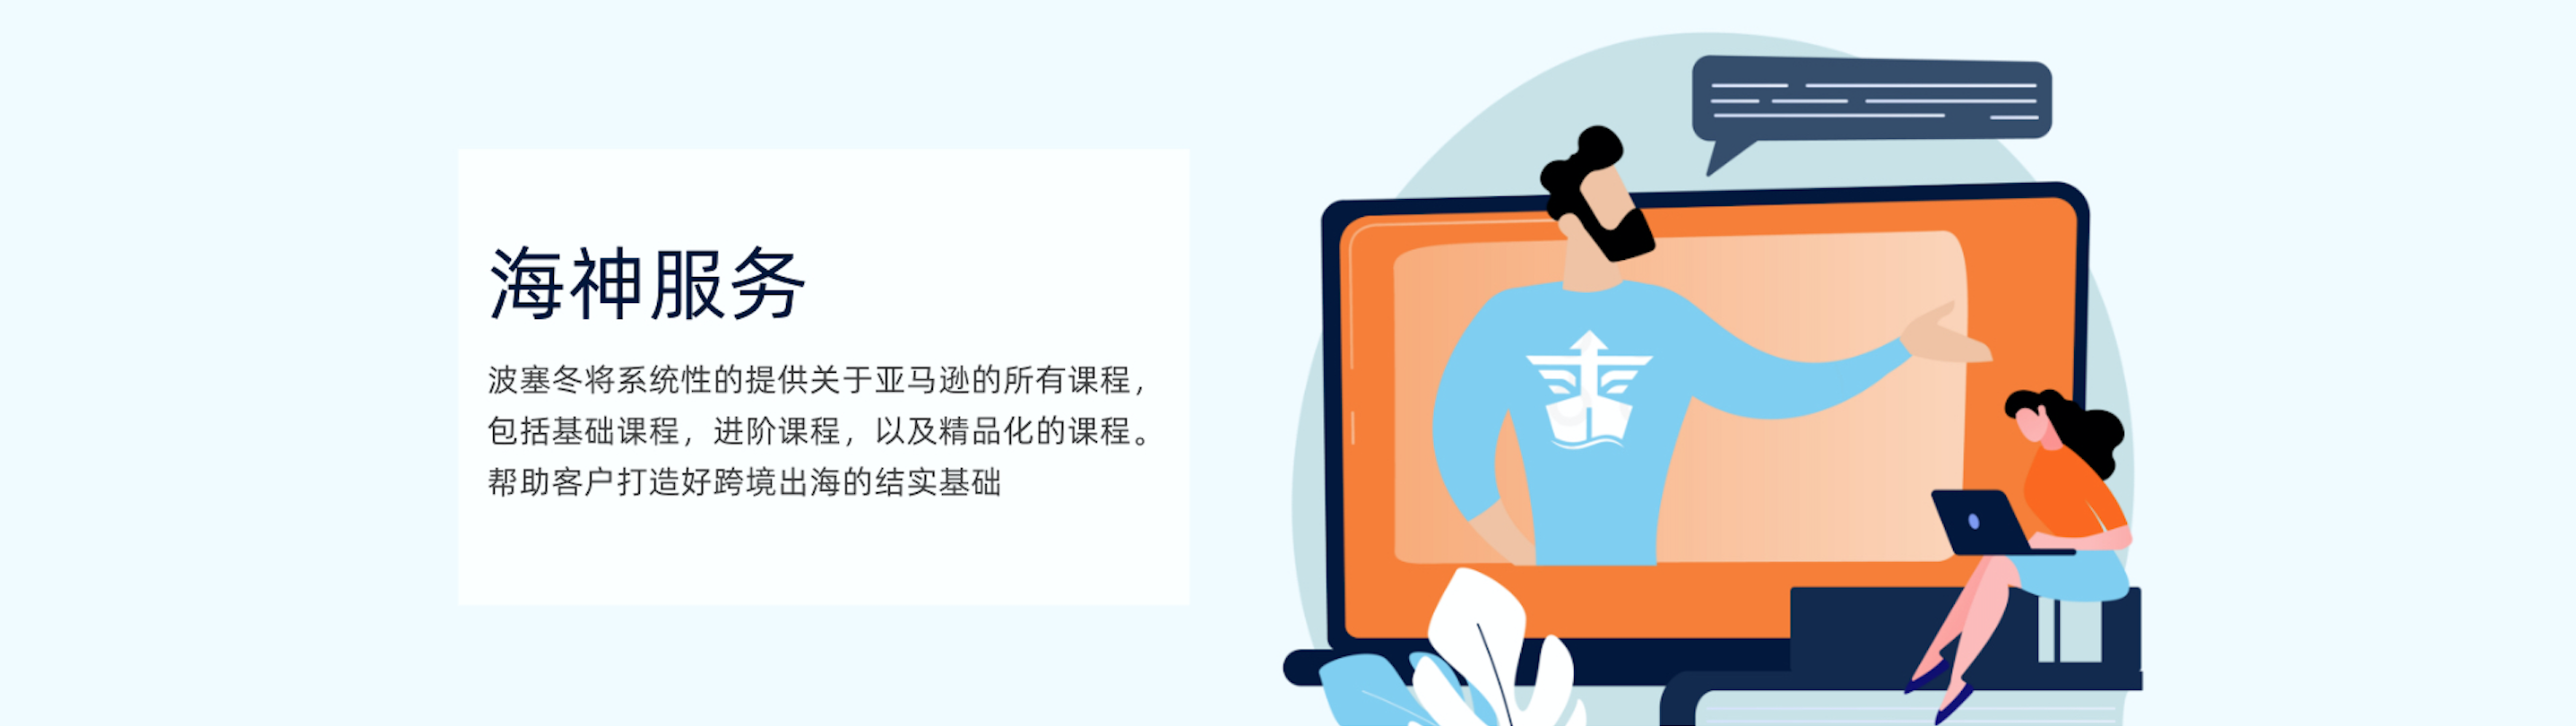 海神服务
波塞冬将系统性的提供关于亚马逊的所有课程，
包括基础课程，进阶课程，以及精品化的课程。
帮助客户打造好跨境出海的结实基础